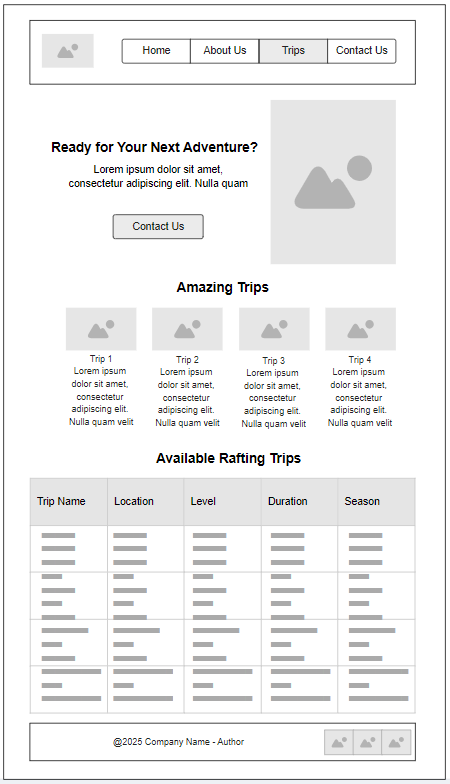 Home About Us Trips Contact Us
Ready for Your Next Adventure?
Lorem ipsum dolor sit amet,
consectetur adipiscing elit. Nulla quam
Contact Us
Amazing Trips
Trip 1
Lorem ipsum
dolor sit amet,
consectetur
adipiscing elit.
Nulla quam velit
Trip 2
Lorem ipsum
dolor sit amet,
consectetur
adipiscing elit.
Nulla quam velit
Trip 3
Lorem ipsum
dolor sit amet,
consectetur
adipiscing elit.
Nulla quam velit
Trip 4
Lorem ipsum
dolor sit amet,
consectetur
adipiscing elit.
Nulla quam velit
Available Rafting Trips
Trip Name Location Level Duration Season
@2025 Company Name - Author